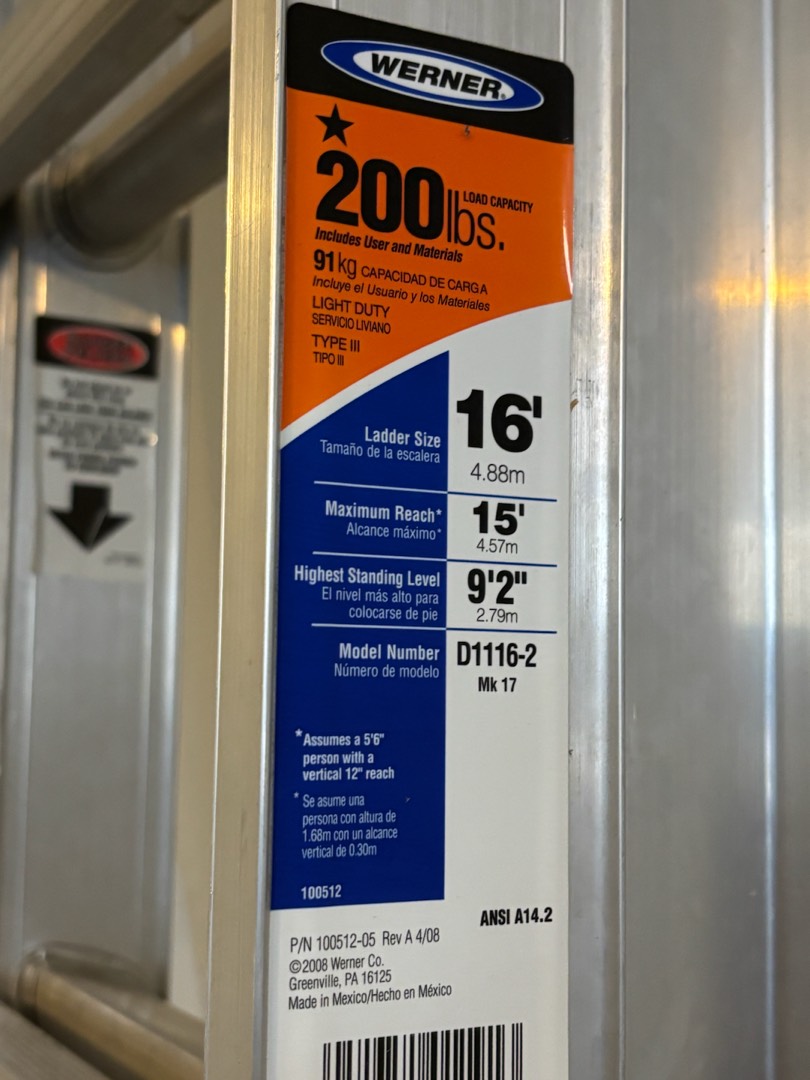 WERNER®
★
200lbs. LOAD CAPACITY
Includes User and Materials
91kg CAPACIDAD DE CARGA
Incluye el Usuario y los Materiales
LIGHT DUTY
SERVICIO LIVIANO
TYPE III
TIPO III
Ladder Size 16'
Tamaño de la escalera 4.88m
Maximum Reach* 15'
Alcance máximo* 4.57m
Highest Standing Level 9'2"
El nivel más alto para
colocarse de pie 2.79m
Model Number D1116-2
Número de modelo Mk 17
*Assumes a 5'6"
person with a
vertical 12" reach
* Se asume una
persona con altura de
1.68m con un alcance
vertical de 0.30m
100512
ANSI A14.2
P/N 100512-05 Rev A 4/08
©2008 Werner Co.
Greenville, PA 16125
Made in Mexico/Hecho en México